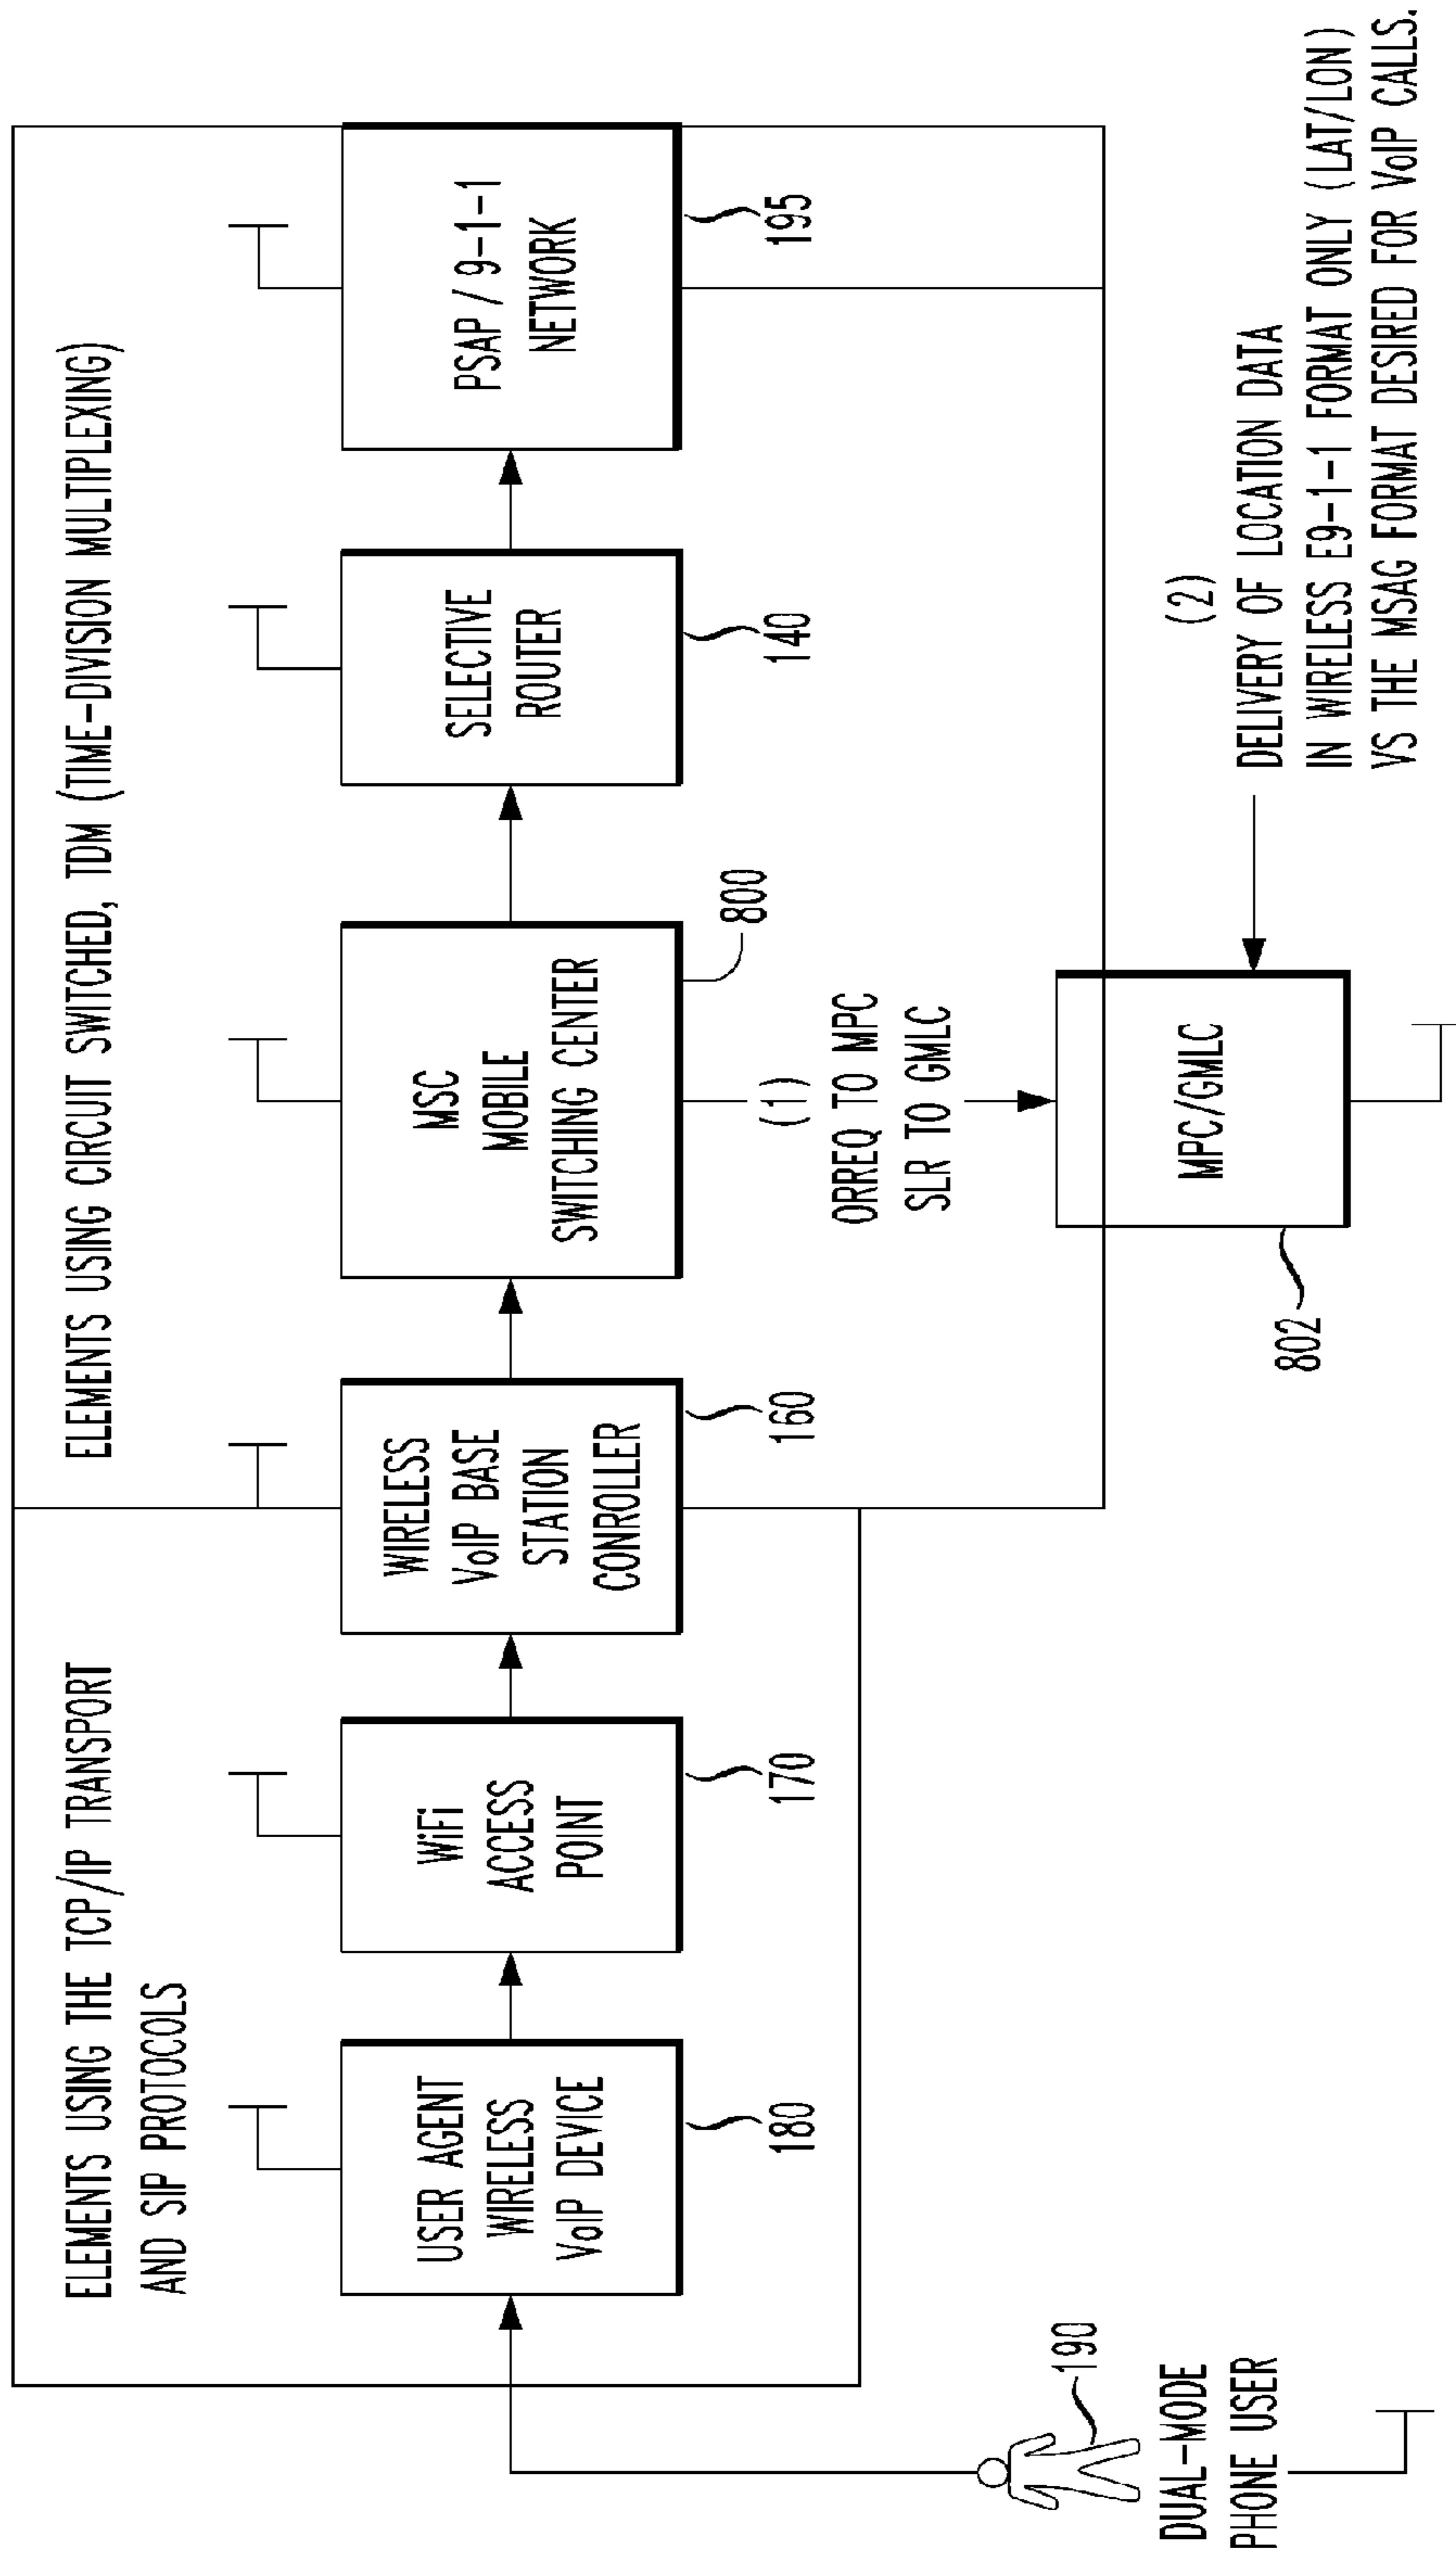 ELEMENTS USING THE TCP/IP TRANSPORT
AND SIP PROTOCOLS
ELEMENTS USING CIRCUIT SWITCHED, TDM (TIME-DIVISION MULTIPLEXING)
USER AGENT
WIRELESS
VoIP DEVICE
180
WiFi
ACCESS
POINT
170
WIRELESS
VoIP BASE
STATION
CONROLLER
160
MSC
MOBILE
SWITCHING CENTER
800
SELECTIVE
ROUTER
140
PSAP / 9-1-1
NETWORK
195
(1)
ORREQ TO MPC
SLR TO GMLC
MPC/GMLC
802
(2)
DELIVERY OF LOCATION DATA
IN WIRELESS E9-1-1 FORMAT ONLY (LAT/LON)
VS THE MSAG FORMAT DESIRED FOR VoIP CALLS.
190
DUAL-MODE
PHONE USER